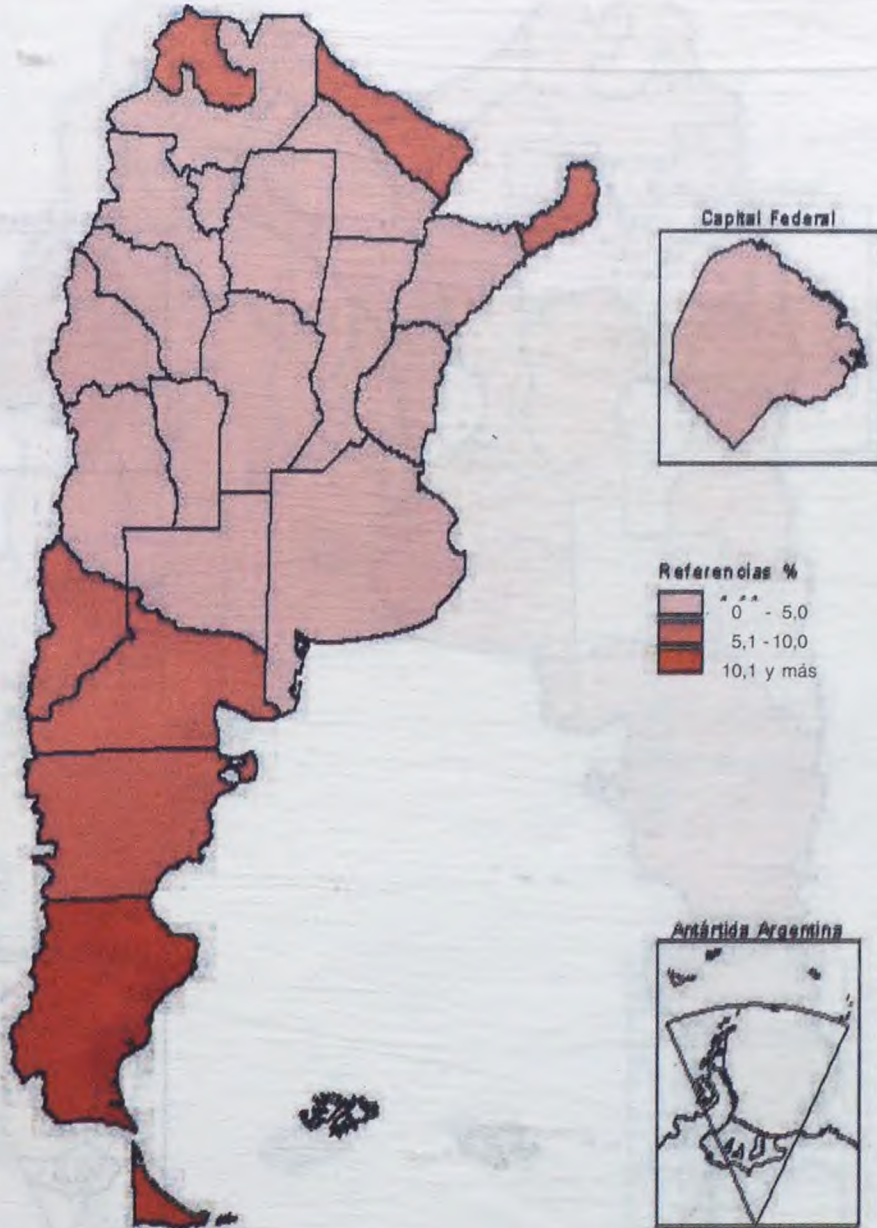 Capital Federal
Referencias %
0 - 5,0
5,1 - 10,0
10,1 y más
Antártida Argentina